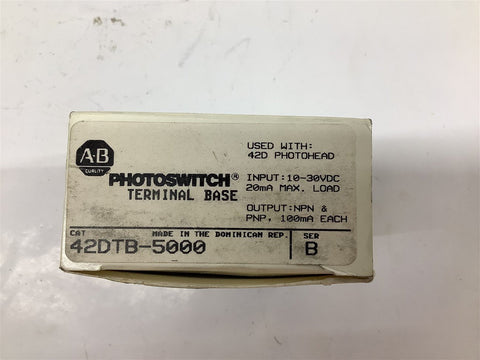 A-B
QUALITY
PHOTOSWITCH®
TERMINAL BASE
USED WITH:
42D PHOTOHEAD
INPUT:10-30VDC
20mA MAX. LOAD
OUTPUT:NPN &
PNP, 100mA EACH
CAT MADE IN THE DOMINICAN REP.
42DTB-5000
SER
B